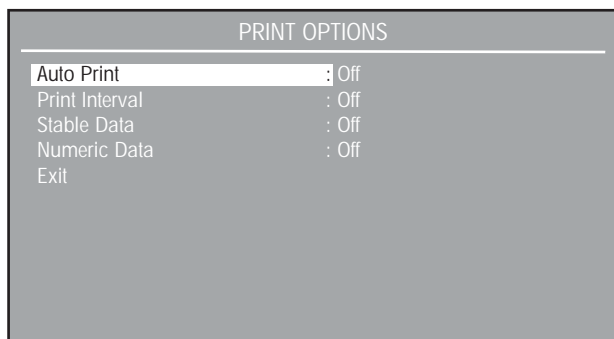 PRINT OPTIONS
Auto Print : Off
Print Interval : Off
Stable Data : Off
Numeric Data : Off
Exit